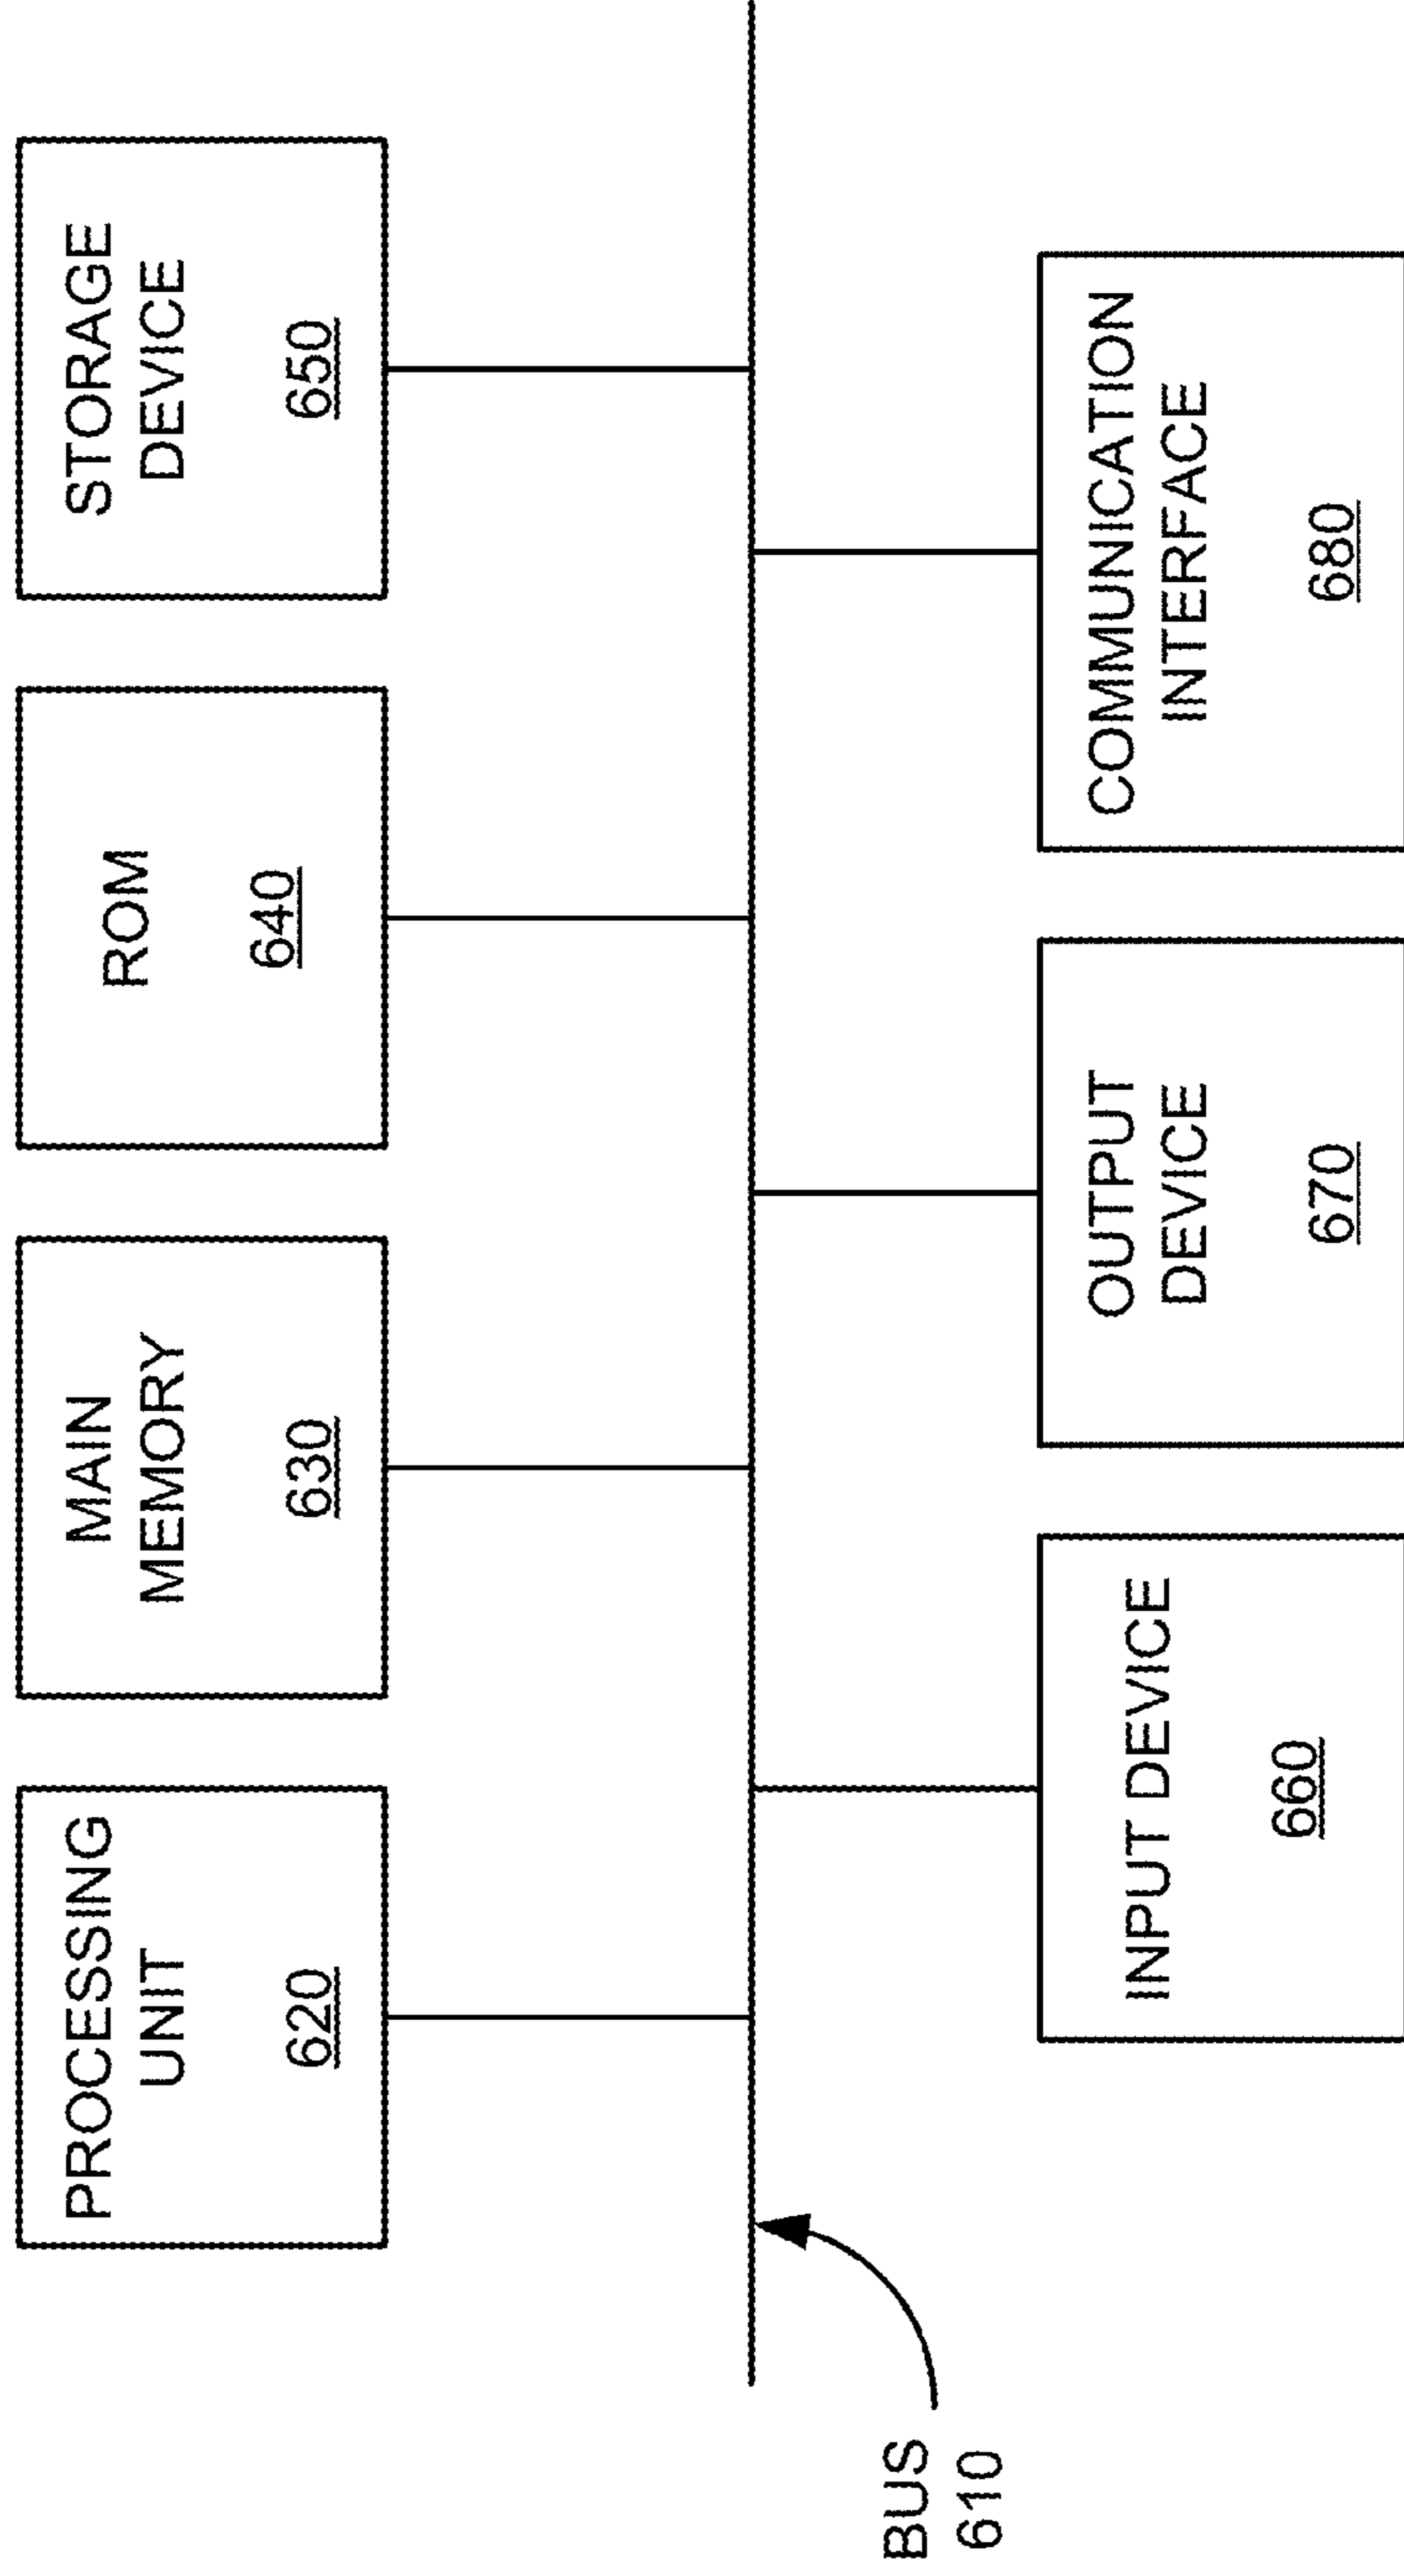 PROCESSING
UNIT
620
MAIN
MEMORY
630
ROM
640
STORAGE
DEVICE
650
BUS
610
INPUT DEVICE
660
OUTPUT
DEVICE
670
COMMUNICATION
INTERFACE
680